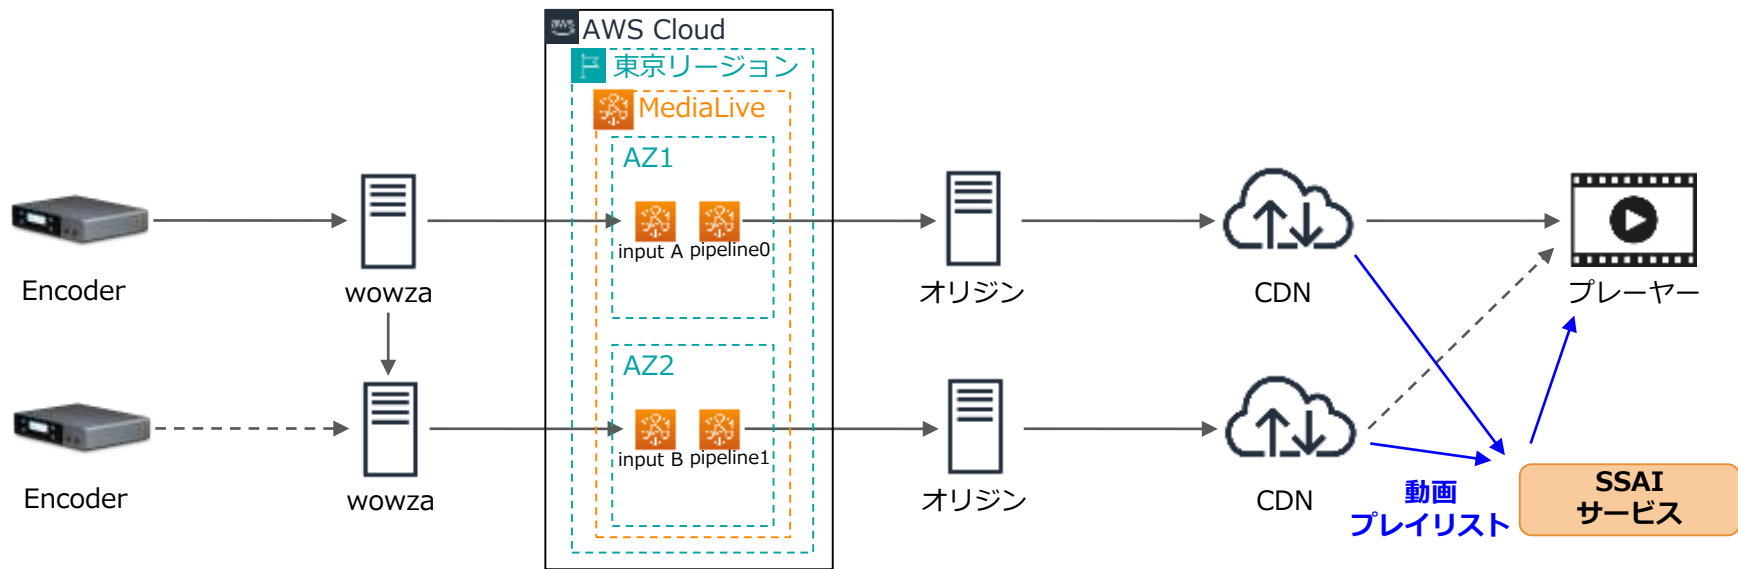 aws
AWS Cloud
東京リージョン
MediaLive
AZ1
input A
pipeline0
Encoder
wowza
オリジン
CDN
プレーヤー
AZ2
input B
pipeline1
Encoder
wowza
オリジン
CDN
動画
プレイリスト
SSAI
サービス